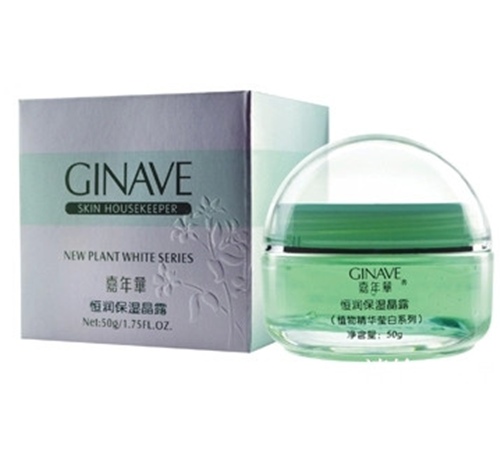 GINAVE
SKIN HOUSEKEEPER
NEW PLANT WHITE SERIES
嘉年華
恒润保湿晶露
Net:50g/1.75FL.OZ.
GINAVE
嘉年華®
恒润保湿晶露
(植物精华莹白系列)
净含量:50g